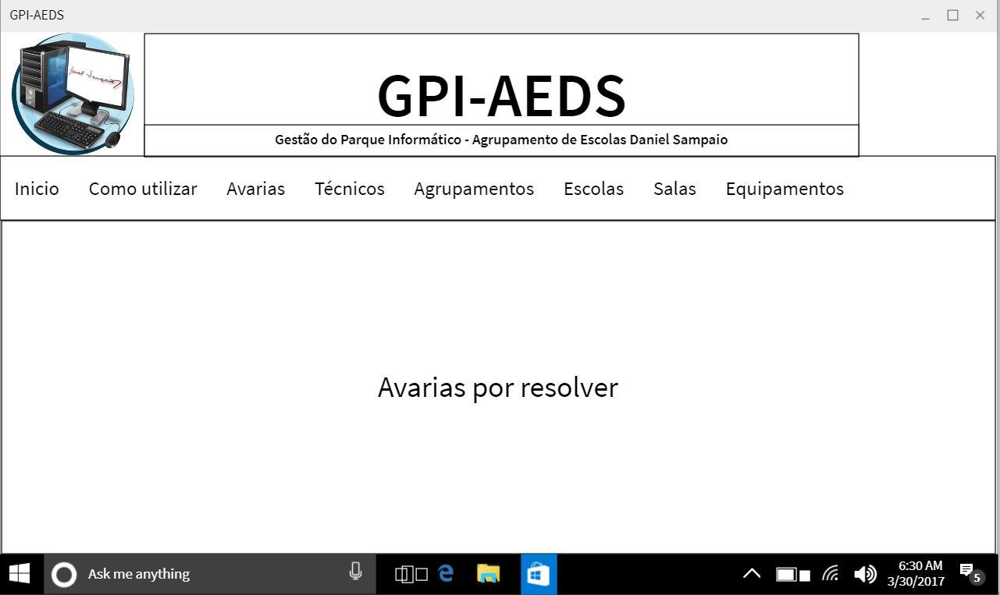 GPI-AEDS
GPI-AEDS
Gestão do Parque Informático - Agrupamento de Escolas Daniel Sampaio
Inicio Como utilizar Avarias Técnicos Agrupamentos Escolas Salas Equipamentos
Avarias por resolver
Ask me anything
6:30 AM
3/30/2017
5